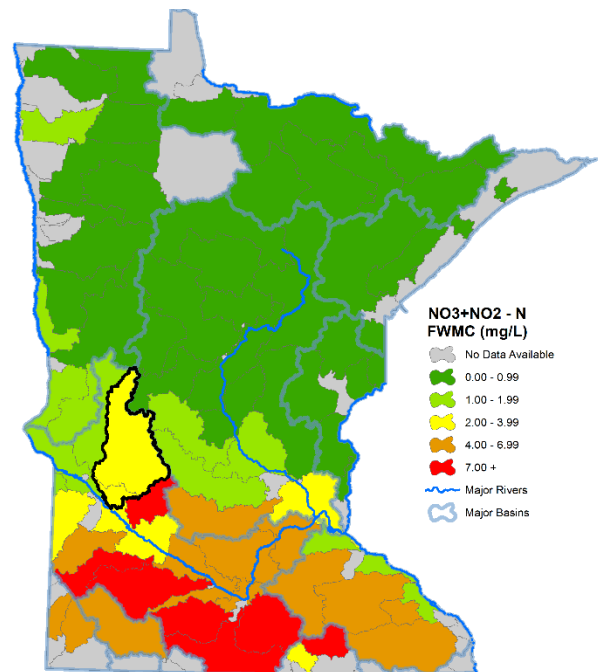 NO3+NO2 - N
FWMC (mg/L)
No Data Available
0.00 - 0.99
1.00 - 1.99
2.00 - 3.99
4.00 - 6.99
7.00 +
Major Rivers
Major Basins